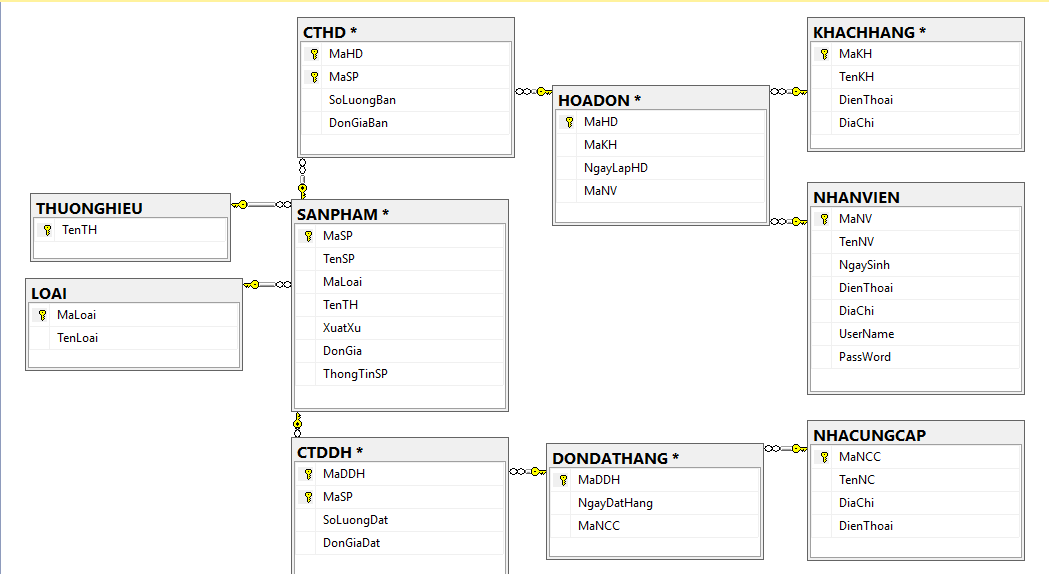 CTHD *
MaHD
MaSP
SoLuongBan
DonGiaBan
HOADON *
MaHD
MaKH
NgayLapHD
MaNV
KHACHHANG *
MaKH
TenKH
DienThoai
DiaChi
THUONGHIEU
TenTH
LOAI
MaLoai
TenLoai
SANPHAM *
MaSP
TenSP
MaLoai
TenTH
XuatXu
DonGia
ThongTinSP
NHANVIEN
MaNV
TenNV
NgaySinh
DienThoai
DiaChi
UserName
PassWord
CTDDH *
MaDDH
MaSP
SoLuongDat
DonGiaDat
DONDATHANG *
MaDDH
NgayDatHang
MaNCC
NHACUNGCAP
MaNCC
TenNC
DiaChi
DienThoai